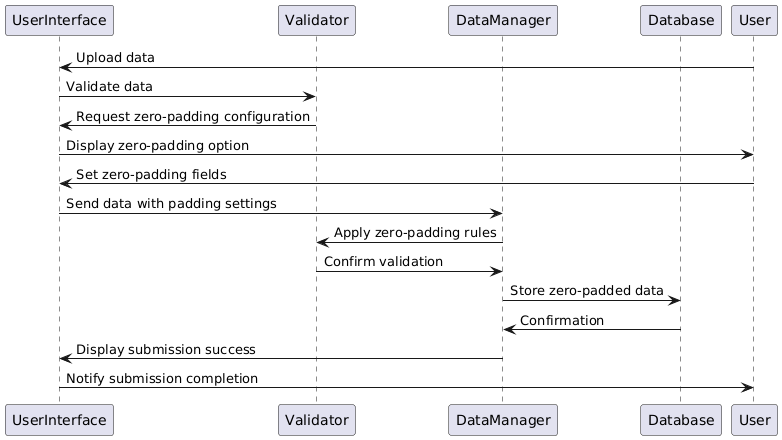 UserInterface Validator DataManager Database User
Upload data
Validate data
Request zero-padding configuration
Display zero-padding option
Set zero-padding fields
Send data with padding settings
Apply zero-padding rules
Confirm validation
Store zero-padded data
Confirmation
Display submission success
Notify submission completion
UserInterface Validator DataManager Database User